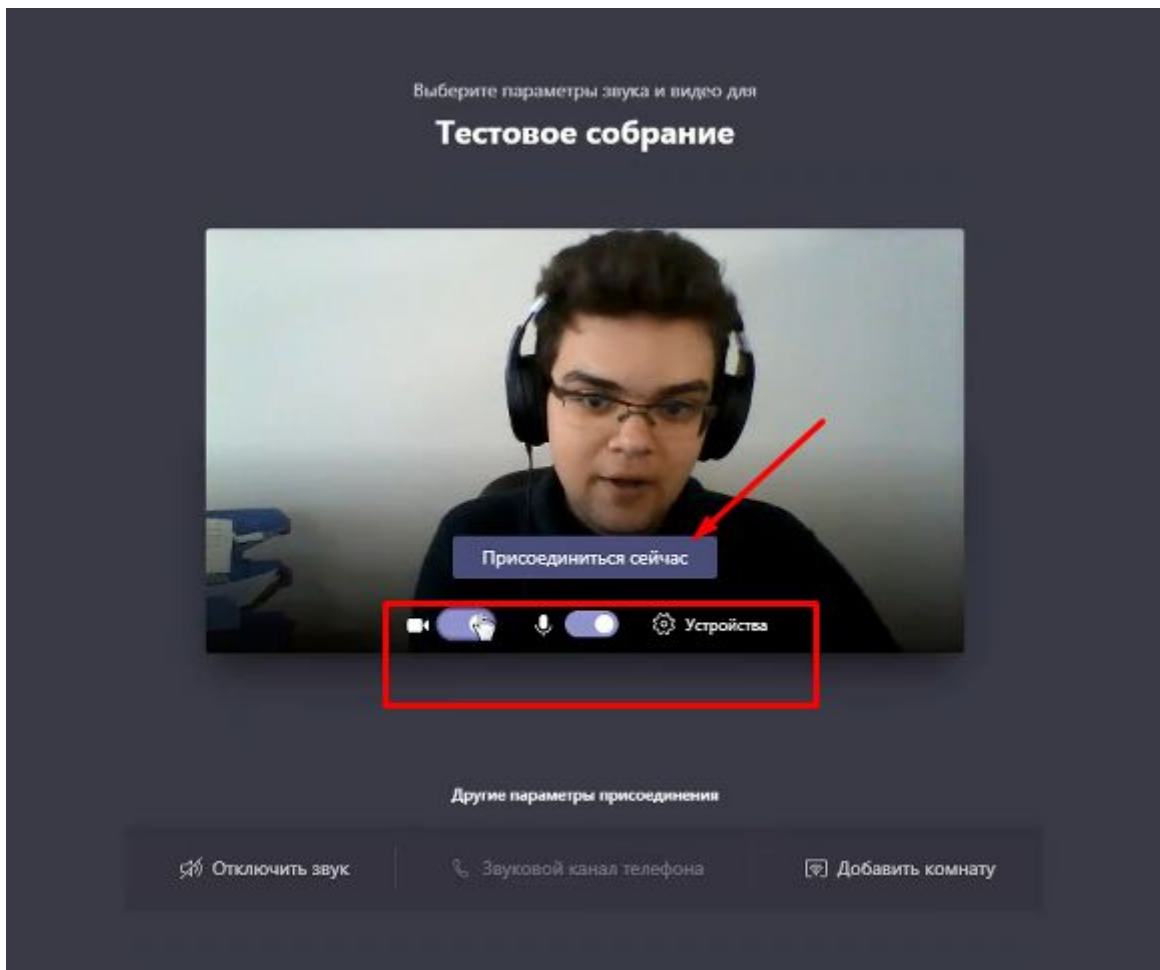 Выберите параметры звука и видео для
Тестовое собрание
Присоединиться сейчас
Устройства
Другие параметры присоединения
Отключить звук
Звуковой канал телефона
Добавить комнату